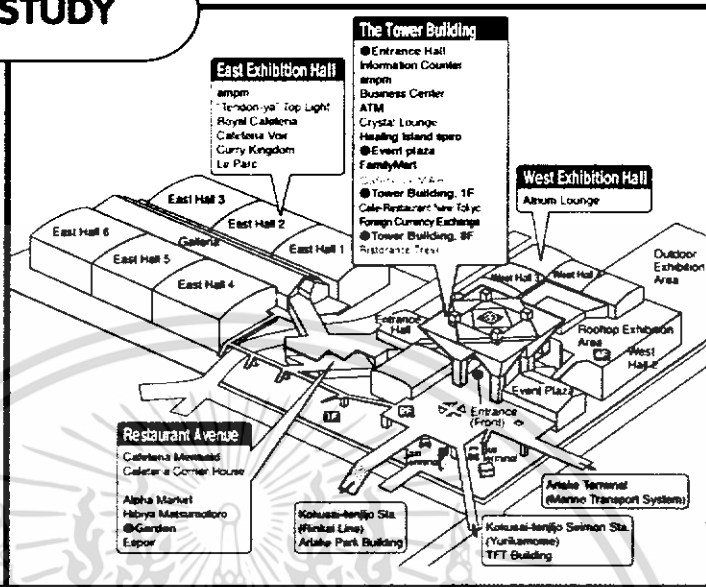 STUDY
The Tower Building
Entrance Hall
Information Counter
ampm
Business Center
ATM
Crystal Lounge
Healing Island spiro
Event plaza
FamilyMart
Tower Building, 1F
Cafe-Restaurant New Tokyo
Foreign Currency Exchange
Tower Building, 8F
Ristorante
East Exhibition Hall
ampm
"Tendon-ya" Top Light
Royal Cafeteria
Cafeteria Voir
Curry Kingdom
Le Parc
West Exhibition Hall
Atrium Lounge
East Hall 3
East Hall 2
East Hall 1
East Hall 6
East Hall 5
East Hall 4
Galleria
West Hall 3
West Hall
Outdoor
Exhibition
Area
Entrance
Hall
Rooftop Exhibition
Area
West
Hall 2
Event Plaza
Entrance
(Front)
Terminal
Terminal
Restaurant Avenue
Cafeteria Mermaid
Cafeteria Corner House
Alpha Market
Hibiya Matsumotoro
Garden
Espoir
Kokusai-tenjijo Sta.
(Rinkai Line)
Ariake Park Building
Kokusai-tenjijo Seimon Sta.
(Yurikamome)
TFT Building
Ariake Terminal
(Marine Transport System)